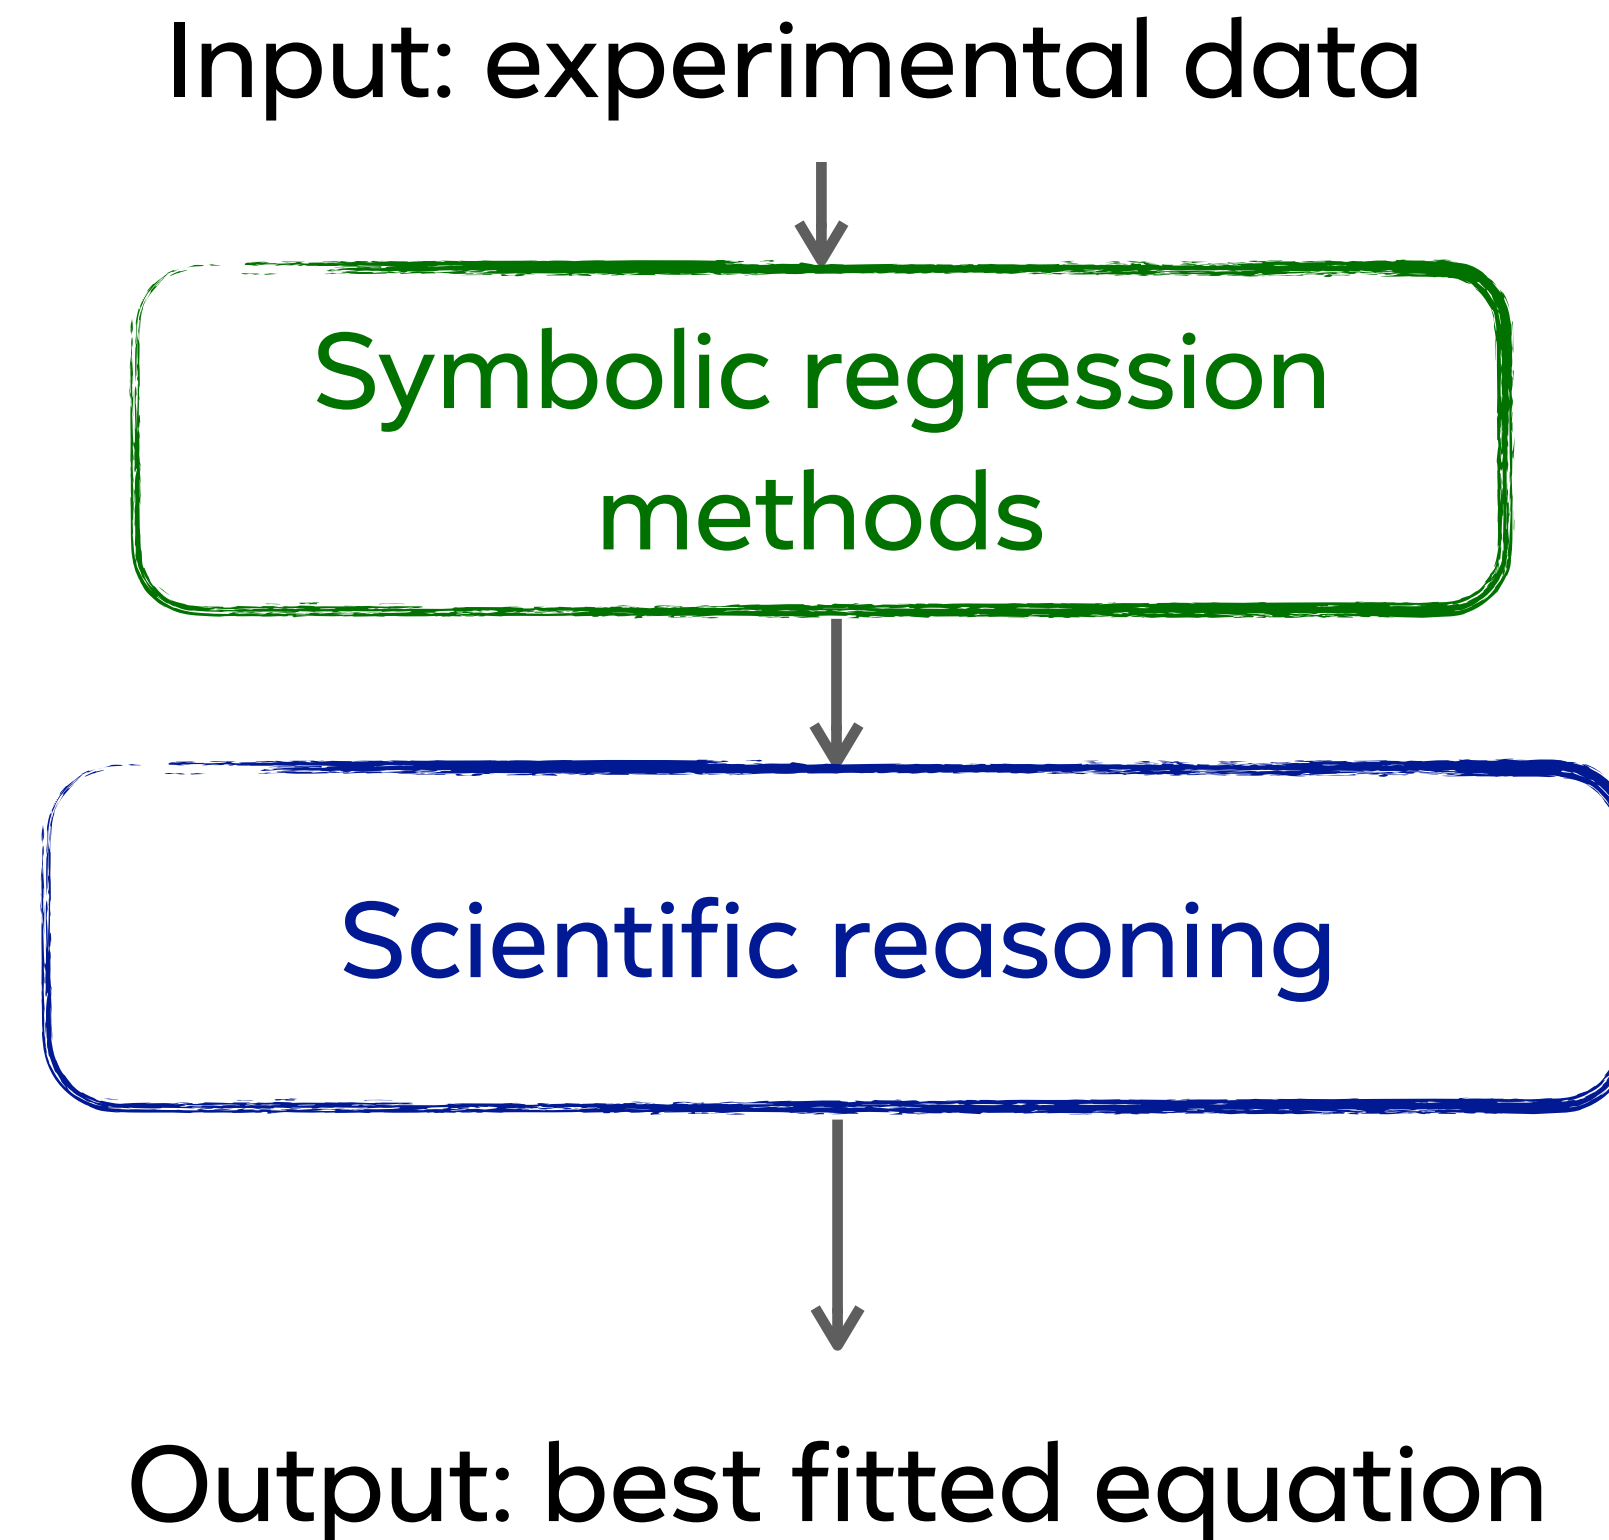 Input: experimental data
Symbolic regression
methods
Scientific reasoning
Output: best fitted equation